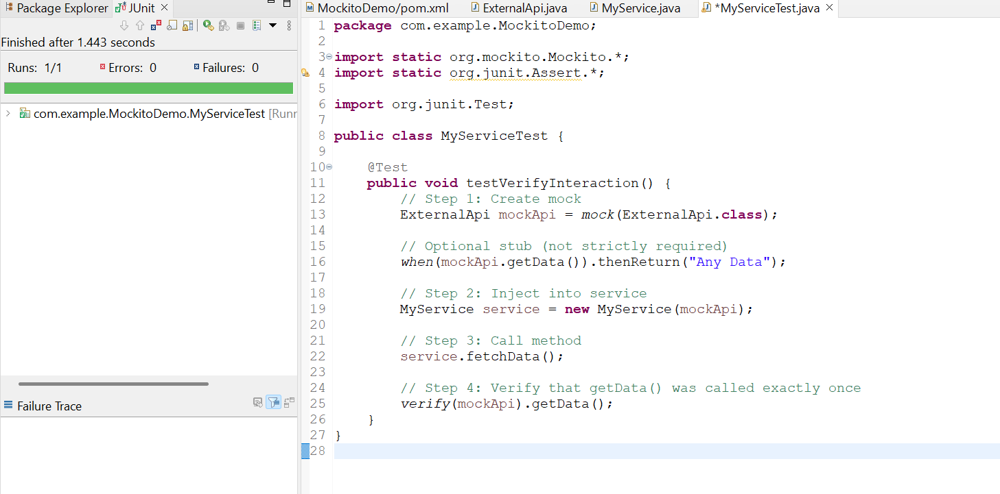 Package Explorer JUnit
Finished after 1.443 seconds
Runs: 1/1 Errors: 0 Failures: 0
com.example.MockitoDemo.MyServiceTest [Runr
Failure Trace
MockitoDemo/pom.xml ExternalApi.java MyService.java *MyServiceTest.java
1 package com.example.MockitoDemo;
2
3 import static org.mockito.Mockito.*;
4 import static org.junit.Assert.*;
5
6 import org.junit.Test;
7
8 public class MyServiceTest {
9
10 @Test
11 public void testVerifyInteraction() {
12 // Step 1: Create mock
13 ExternalApi mockApi = mock(ExternalApi.class);
14
15 // Optional stub (not strictly required)
16 when(mockApi.getData()).thenReturn("Any Data");
17
18 // Step 2: Inject into service
19 MyService service = new MyService(mockApi);
20
21 // Step 3: Call method
22 service.fetchData();
23
24 // Step 4: Verify that getData() was called exactly once
25 verify(mockApi).getData();
26 }
27 }
28